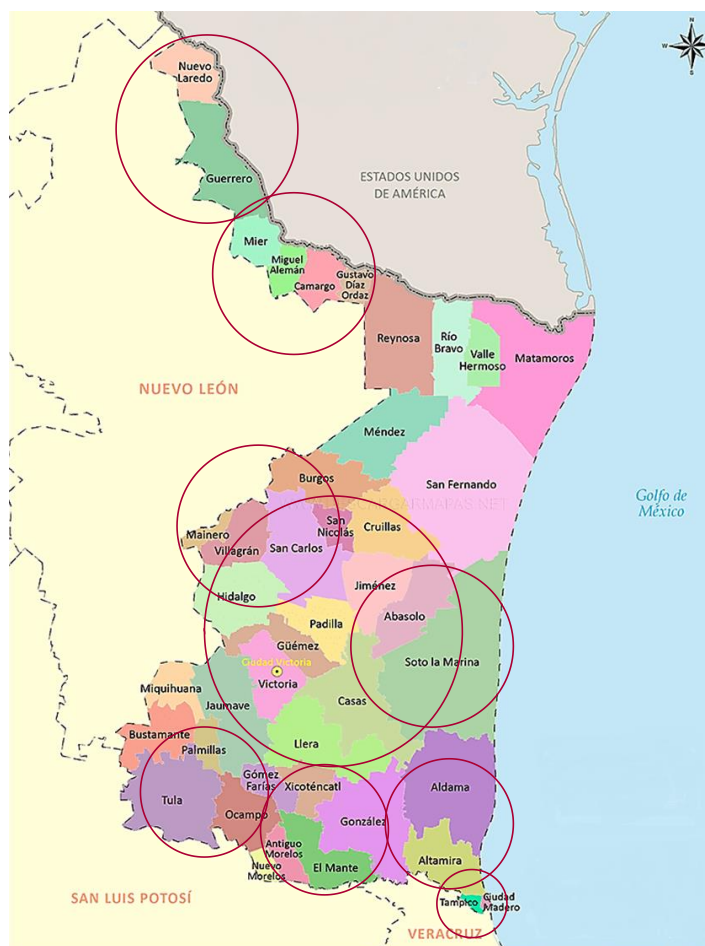 N
W
E
S
Nuevo
Laredo
ESTADOS UNIDOS
DE AMÉRICA
Guerrero
Mier
Miguel
Alemán
Camargo
Gustavo
Díaz
Ordaz
Reynosa
Río
Bravo
Valle
Hermoso
Matamoros
NUEVO LEÓN
Méndez
Burgos
San Fernando
Golfo de
México
Mainero
Villagrán
San Carlos
San
Nicolás
Cruillas
Hidalgo
Jiménez
Abasolo
Padilla
Güémez
Ciudad Victoria
Victoria
Soto la Marina
Miquihuana
Jaumave
Casas
Bustamante
Palmillas
Llera
Tula
Gómez
Farías
Xicoténcatl
Aldama
Ocampo
González
Antiguo
Morelos
El Mante
Altamira
Nuevo
Morelos
SAN LUIS POTOSÍ
Tampico
Ciudad
Madero
VERACRUZ